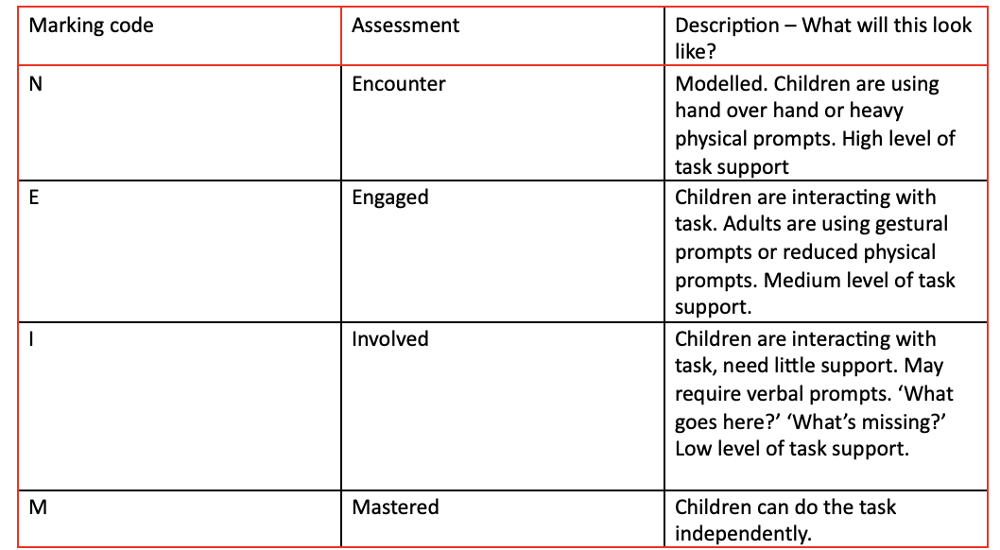 Marking code
Assessment
Description – What will this look
like?
N
Encounter
Modelled. Children are using
hand over hand or heavy
physical prompts. High level of
task support
E
Engaged
Children are interacting with
task. Adults are using gestural
prompts or reduced physical
prompts. Medium level of task
support.
I
Involved
Children are interacting with
task, need little support. May
require verbal prompts. ‘What
goes here?’ ‘What’s missing?’
Low level of task support.
M
Mastered
Children can do the task
independently.